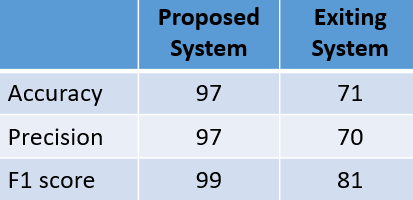 Proposed System Exiting System
Accuracy 97 71
Precision 97 70
F1 score 99 81